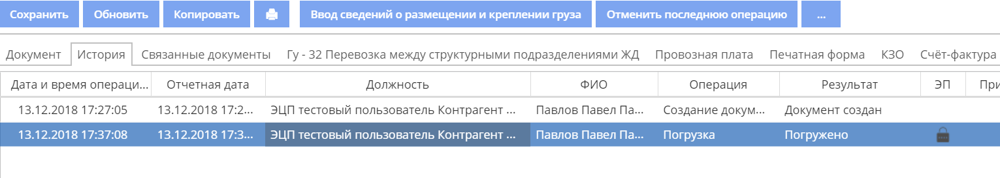 Сохранить Обновить Копировать Ввод сведений о размещении и креплении груза Отменить последнюю операцию ...
Документ История Связанные документы Гу - 32 Перевозка между структурными подразделениями ЖД Провозная плата Печатная форма КЗО Счёт-фактура
Дата и время операци... Отчетная дата Должность ФИО Операция Результат ЭП При
13.12.2018 17:27:05 13.12.2018 17:2... ЭЦП тестовый пользователь Контрагент ... Павлов Павел Па... Создание докум... Документ создан
13.12.2018 17:37:08 13.12.2018 17:3... ЭЦП тестовый пользователь Контрагент ... Павлов Павел Па... Погрузка Погружено